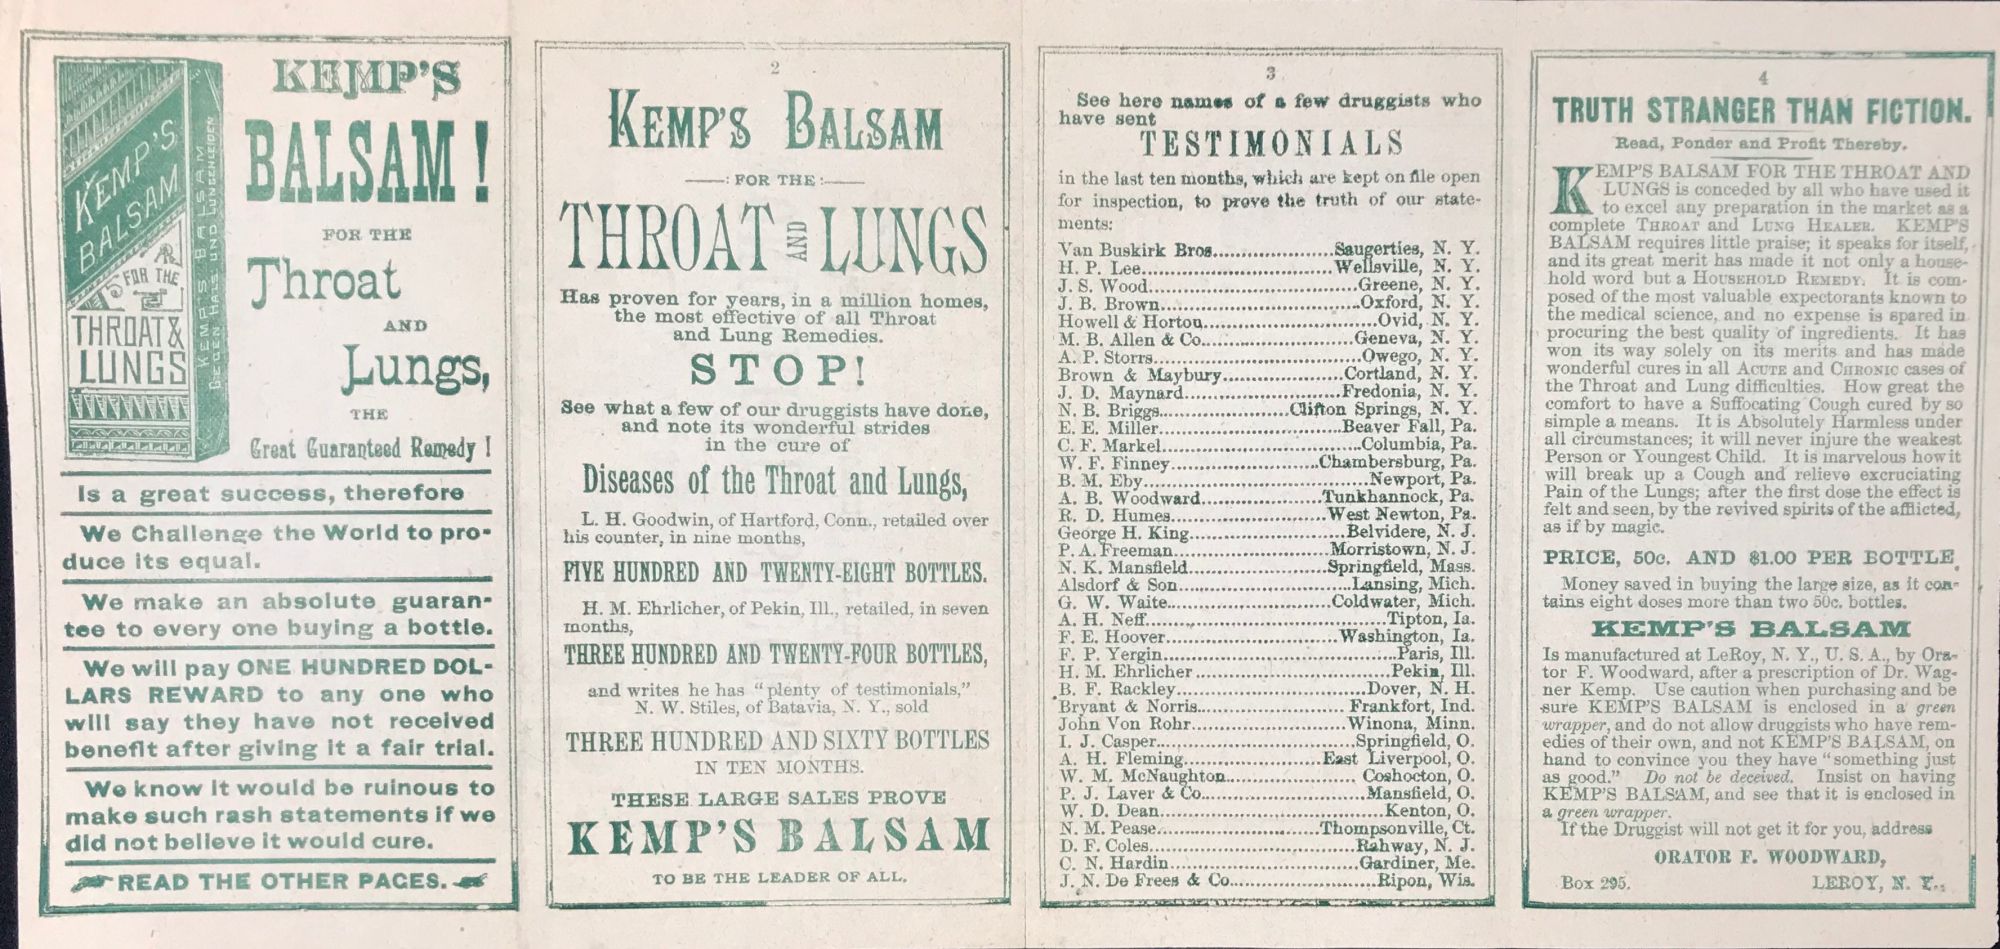 KEMP'S
BALSAM
FOR THE
THROAT &
LUNGS
KEMP'S BALSAM
GEGEN HALS UND LUNGENLEIDEN
KEMP'S
BALSAM!
FOR THE
Throat
AND
Lungs,
THE
Great Guaranteed Remedy!
Is a great success, therefore
We Challenge the World to pro-
duce its equal.
We make an absolute guaran-
tee to every one buying a bottle.
We will pay ONE HUNDRED DOL-
LARS REWARD to any one who
will say they have not received
benefit after giving it a fair trial.
We know it would be ruinous to
make such rash statements if we
did not believe it would cure.
READ THE OTHER PAGES.
2
KEMP'S BALSAM
—: FOR THE :—
THROAT AND LUNGS
Has proven for years, in a million homes,
the most effective of all Throat
and Lung Remedies.
STOP!
See what a few of our druggists have done,
and note its wonderful strides
in the cure of
Diseases of the Throat and Lungs,
L. H. Goodwin, of Hartford, Conn., retailed over
his counter, in nine months,
FIVE HUNDRED AND TWENTY-EIGHT BOTTLES.
H. M. Ehrlicher, of Pekin, Ill., retailed, in seven
months,
THREE HUNDRED AND TWENTY-FOUR BOTTLES,
and writes he has "plenty of testimonials,"
N. W. Stiles, of Batavia, N. Y., sold
THREE HUNDRED AND SIXTY BOTTLES
IN TEN MONTHS.
THESE LARGE SALES PROVE
KEMP'S BALSAM
TO BE THE LEADER OF ALL.
3
See here names of a few druggists who
have sent
TESTIMONIALS
in the last ten months, which are kept on file open
for inspection, to prove the truth of our state-
ments:
Van Buskirk Bros.....Saugerties, N. Y.
H. P. Lee.....Wellsville, N. Y.
J. S. Wood.....Greene, N. Y.
J. B. Brown.....Oxford, N. Y.
Howell & Horton.....Ovid, N. Y.
M. B. Allen & Co.....Geneva, N. Y.
A. P. Storrs.....Owego, N. Y.
Brown & Maybury.....Cortland, N. Y.
J. D. Maynard.....Fredonia, N. Y.
N. B. Briggs.....Clifton Springs, N. Y.
E. E. Miller.....Beaver Fall, Pa.
C. F. Markel.....Columbia, Pa.
W. F. Finney.....Chambersburg, Pa.
B. M. Eby.....Newport, Pa.
A. B. Woodward.....Tunkhannock, Pa.
R. D. Humes.....West Newton, Pa.
George H. King.....Belvidere, N. J.
P. A. Freeman.....Morristown, N. J.
N. K. Mansfield.....Springfield, Mass.
Alsdorf & Son.....Lansing, Mich.
G. W. Waite.....Coldwater, Mich.
A. H. Neff.....Tipton, Ia.
F. E. Hoover.....Washington, Ia.
F. P. Yergin.....Paris, Ill.
H. M. Ehrlicher.....Pekin, Ill.
B. F. Rackley.....Dover, N. H.
Bryant & Norris.....Frankfort, Ind.
John Von Rohr.....Winona, Minn.
I. J. Casper.....Springfield, O.
A. H. Fleming.....East Liverpool, O.
W. M. McNaughton.....Coshocton, O.
P. J. Laver & Co.....Mansfield, O.
W. D. Dean.....Kenton, O.
N. M. Pease.....Thompsonville, Ct.
D. F. Coles.....Rahway, N. J.
C. N. Hardin.....Gardiner, Me.
J. N. De Frees & Co.....Ripon, Wis.
4
TRUTH STRANGER THAN FICTION.
Read, Ponder and Profit Thereby.
KEMP'S BALSAM FOR THE THROAT AND
LUNGS is conceded by all who have used it
to excel any preparation in the market as a
complete THROAT and LUNG HEALER. KEMP'S
BALSAM requires little praise; it speaks for itself,
and its great merit has made it not only a house-
hold word but a HOUSEHOLD REMEDY. It is com-
posed of the most valuable expectorants known to
the medical science, and no expense is spared in
procuring the best quality of ingredients. It has
won its way solely on its merits and has made
wonderful cures in all ACUTE and CHRONIC cases of
the Throat and Lung difficulties. How great the
comfort to have a Suffocating Cough cured by so
simple a means. It is Absolutely Harmless under
all circumstances; it will never injure the weakest
Person or Youngest Child. It is marvelous how it
will break up a Cough and relieve excruciating
Pain of the Lungs; after the first dose the effect is
felt and seen, by the revived spirits of the afflicted,
as if by magic.
PRICE, 50c. AND $1.00 PER BOTTLE.
Money saved in buying the large size, as it con-
tains eight doses more than two 50c. bottles.
KEMP'S BALSAM
Is manufactured at LeRoy, N. Y., U. S. A., by Ora-
tor F. Woodward, after a prescription of Dr. Wag-
ner Kemp. Use caution when purchasing and be
sure KEMP'S BALSAM is enclosed in a green
wrapper, and do not allow druggists who have rem-
edies of their own, and not KEMP'S BALSAM, on
hand to convince you they have "something just
as good." Do not be deceived. Insist on having
KEMP'S BALSAM, and see that it is enclosed in
a green wrapper.
If the Druggist will not get it for you, address
ORATOR F. WOODWARD,
Box 295. LEROY, N. Y.